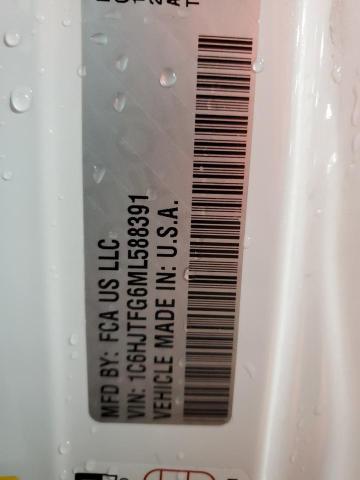 MFD BY: FCA US LLC
VIN: 1C6HJTFG6ML588391
VEHICLE MADE IN: U.S.A.